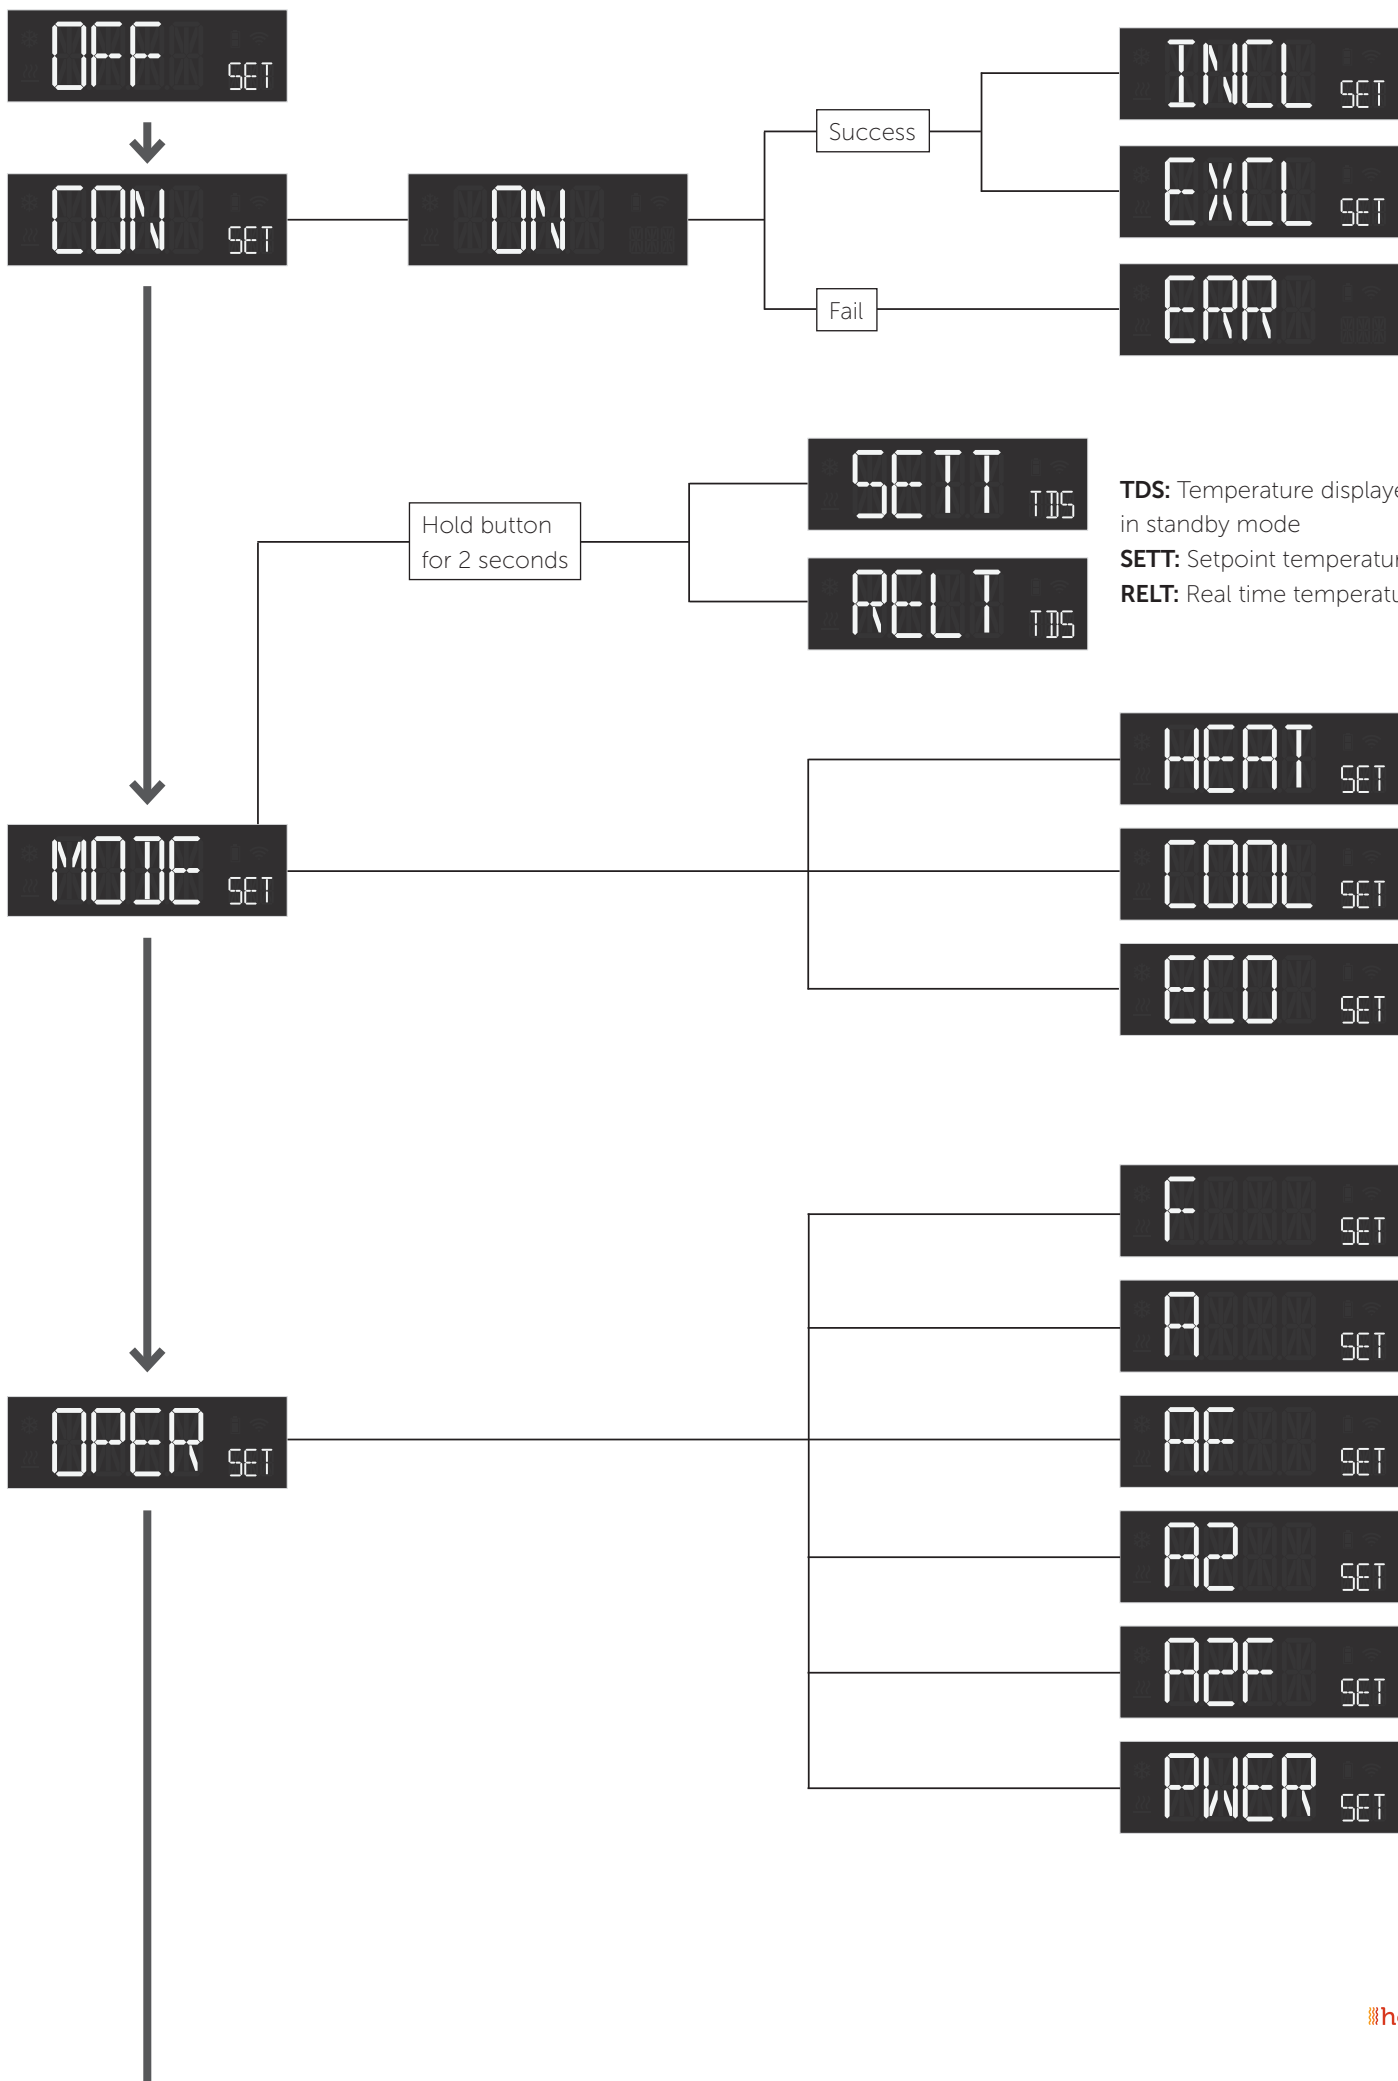 OFF SET
CON SET
ON
Success
Fail
INCL SET
EXCL SET
ERR
Hold button
for 2 seconds
SETT TDS
RELT TDS
TDS: Temperature displaye
in standby mode
SETT: Setpoint temperatur
RELT: Real time temperatu
MODE SET
HEAT SET
COOL SET
ECO SET
OPER SET
F SET
A SET
AF SET
A2 SET
A2F SET
PWER SET